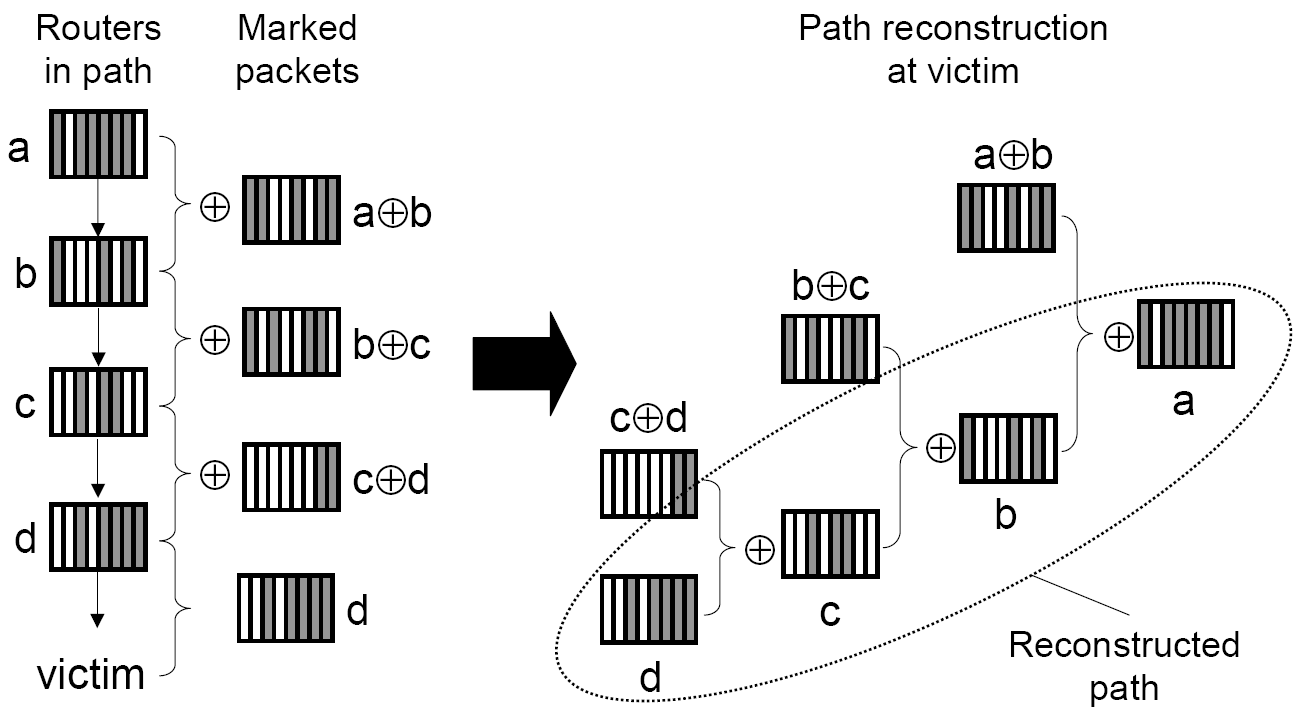 Routers
in path
Marked
packets
Path reconstruction
at victim
a
⊕
a⊕b
b
⊕
b⊕c
c
⊕
c⊕d
d
d
victim
a⊕b
b⊕c
⊕
a
c⊕d
⊕
b
⊕
c
d
Reconstructed
path